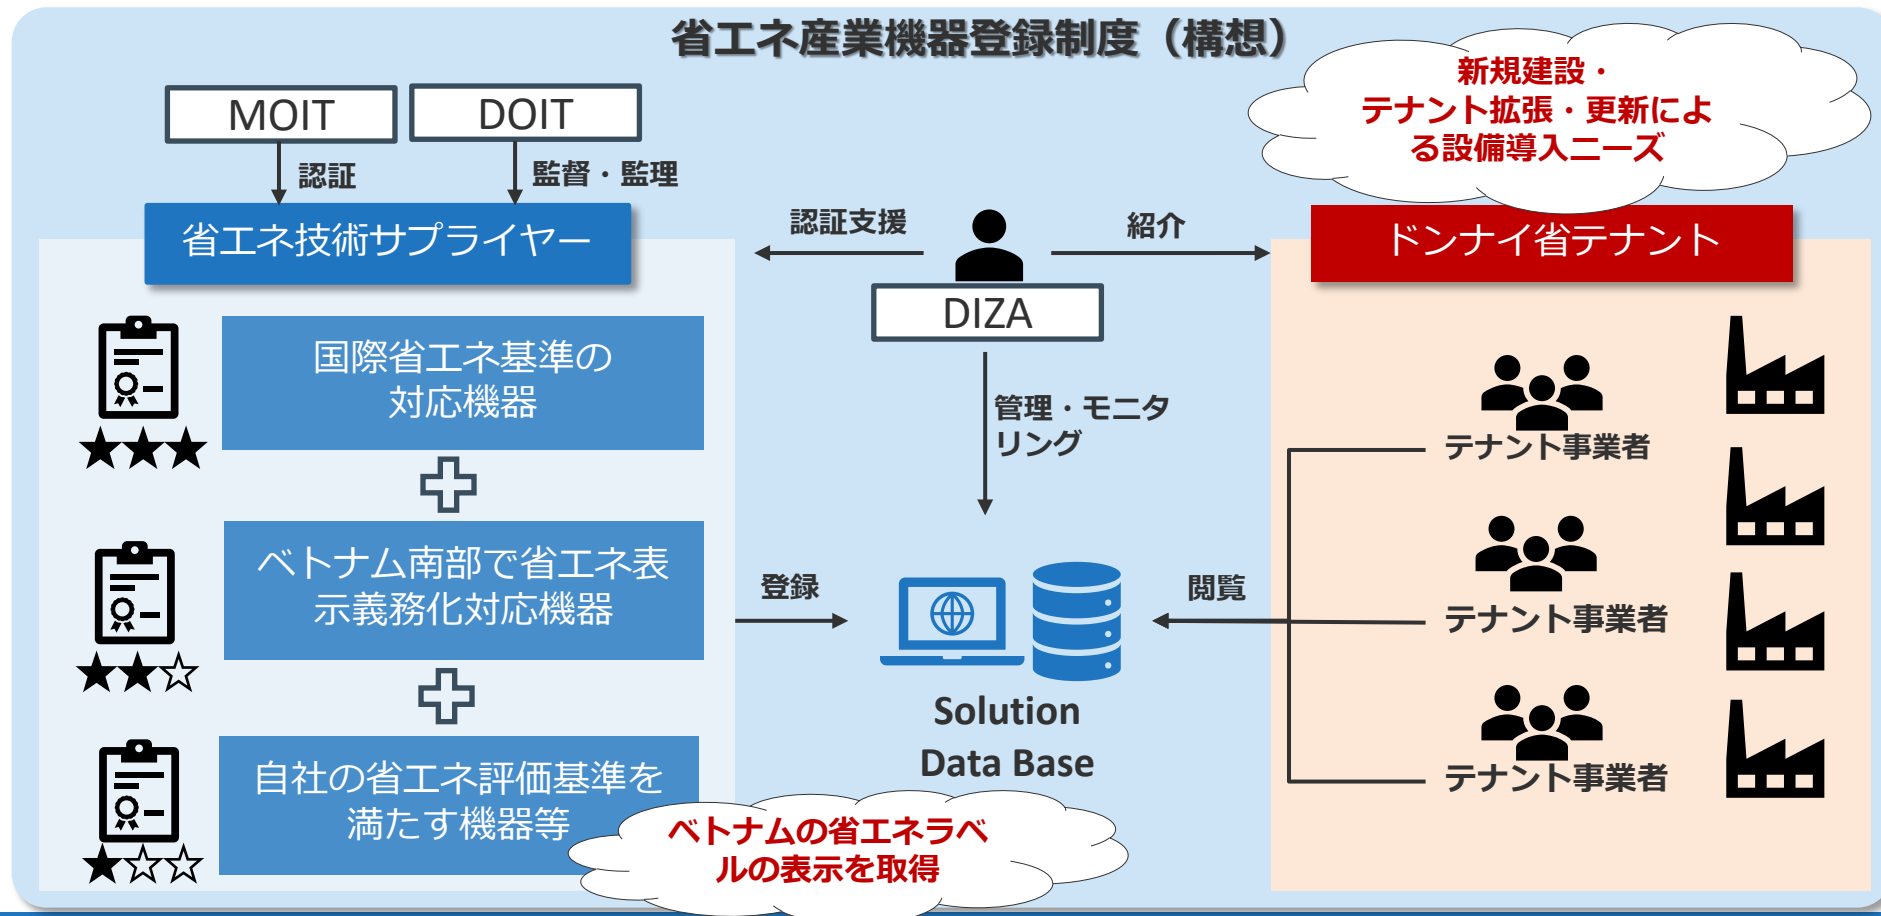 省エネ産業機器登録制度（構想）
新規建設・
テナント拡張・更新によ
る設備導入ニーズ
MOIT
DOIT
認証
監督・監理
省エネ技術サプライヤー
認証支援
紹介
ドンナイ省テナント
DIZA
国際省エネ基準の
対応機器
管理・モニタ
リング
テナント事業者
ベトナム南部で省エネ表
示義務化対応機器
登録
閲覧
テナント事業者
Solution
Data Base
テナント事業者
自社の省エネ評価基準を
満たす機器等
ベトナムの省エネラベ
ルの表示を取得